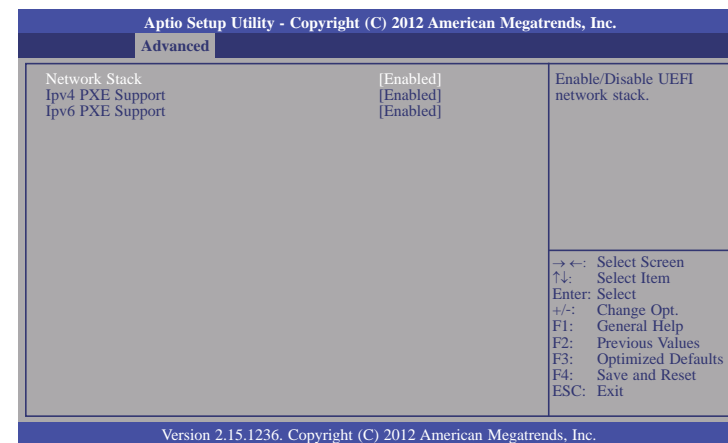 Aptio Setup Utility - Copyright (C) 2012 American Megatrends, Inc.
Advanced
Network Stack [Enabled]
Ipv4 PXE Support [Enabled]
Ipv6 PXE Support [Enabled]
Enable/Disable UEFI
network stack.
→←: Select Screen
↑↓: Select Item
Enter: Select
+/-: Change Opt.
F1: General Help
F2: Previous Values
F3: Optimized Defaults
F4: Save and Reset
ESC: Exit
Version 2.15.1236. Copyright (C) 2012 American Megatrends, Inc.